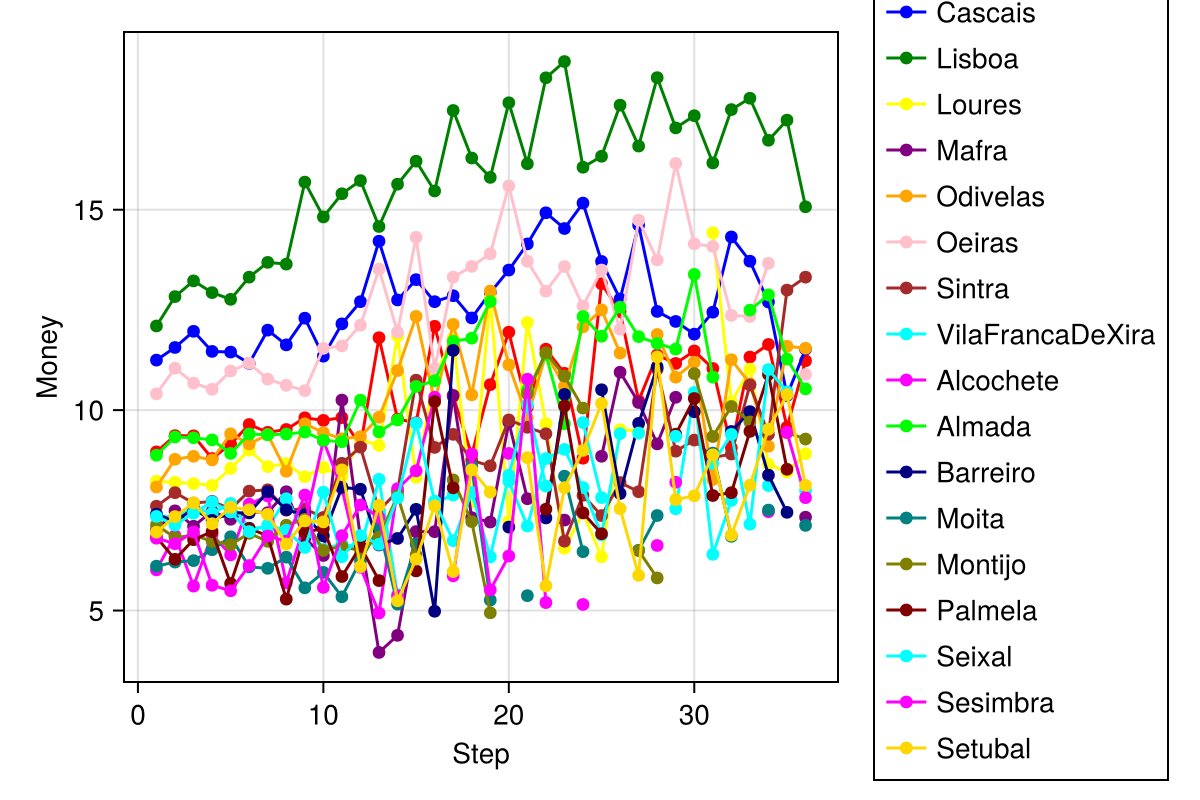 Money
15
10
5
0
10
20
30
Step
Cascais
Lisboa
Loures
Mafra
Odivelas
Oeiras
Sintra
VilaFrancaDeXira
Alcochete
Almada
Barreiro
Moita
Montijo
Palmela
Seixal
Sesimbra
Setubal